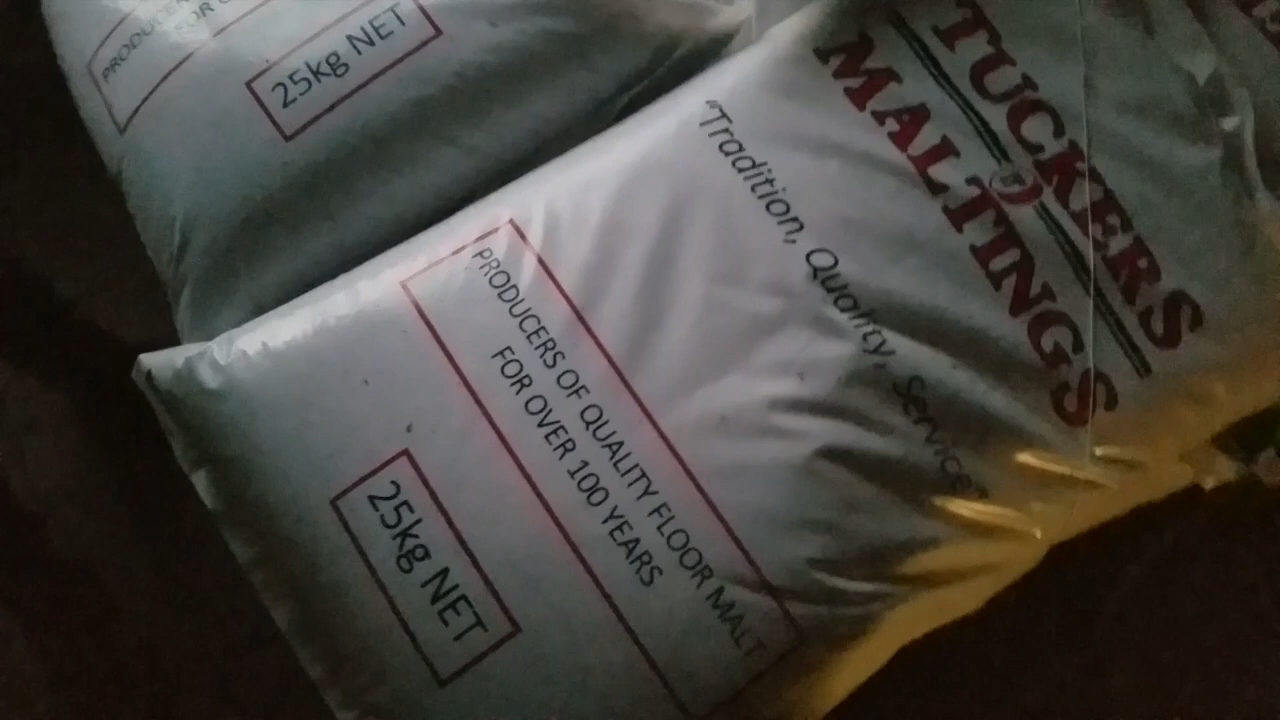 TUCKERS
MALTINGS
"Tradition, Quality, Service"
PRODUCERS OF QUALITY FLOOR MALT
FOR OVER 100 YEARS
25kg NET
25kg NET